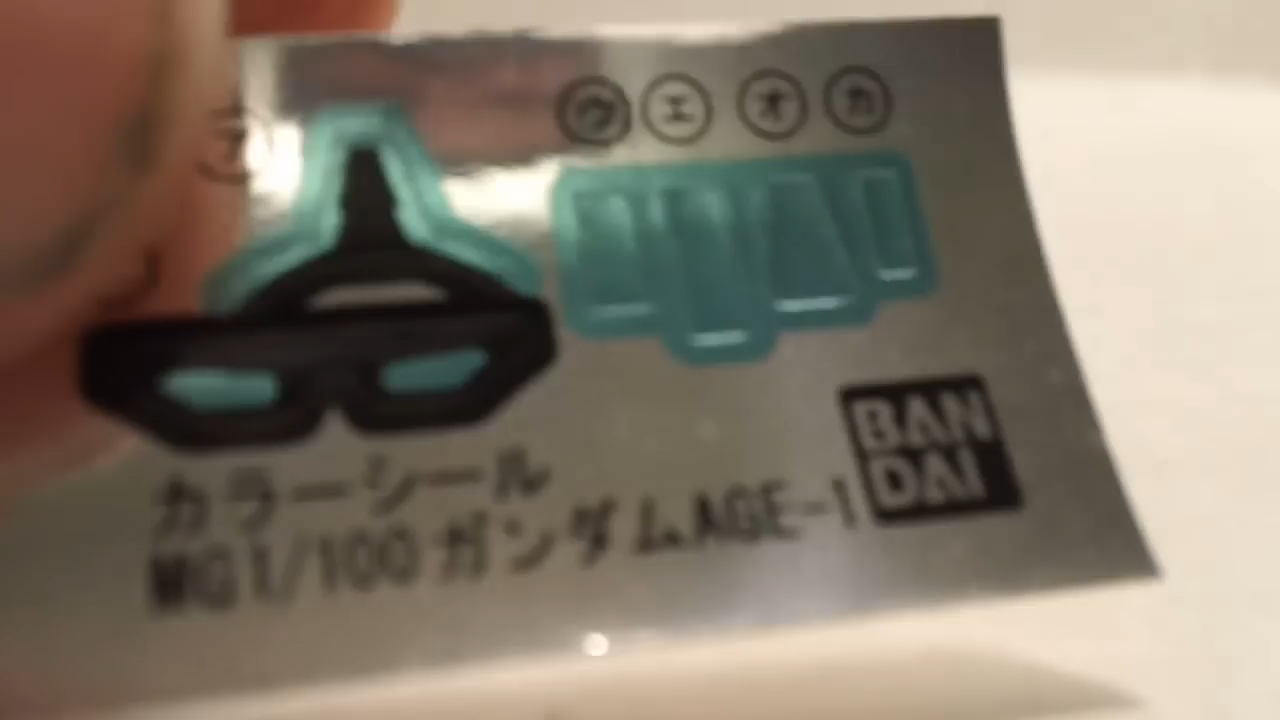 ウ エ オ カ
カラーシール
MG 1/100 ガンダムAGE-1
BAN
DAI